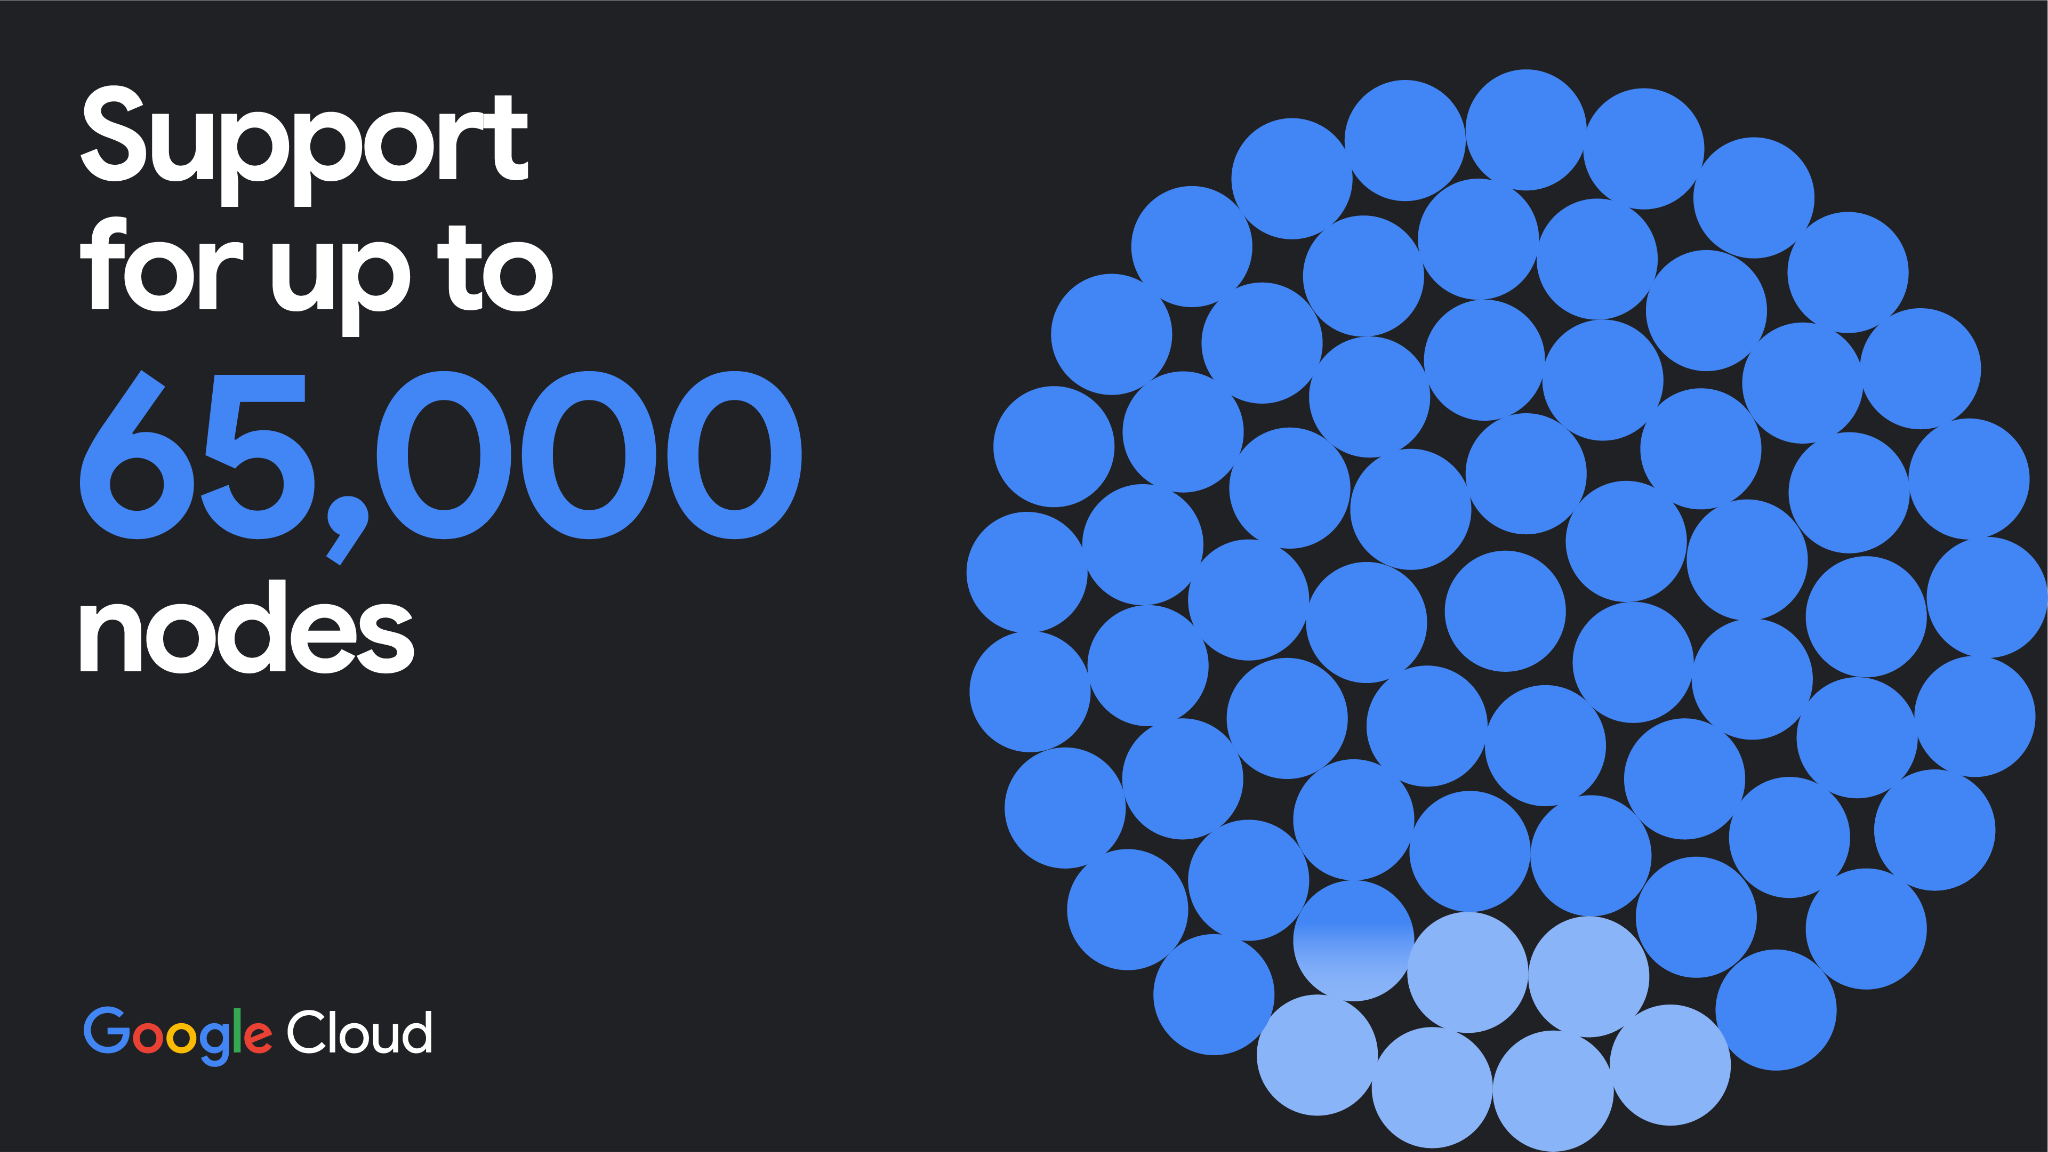 Support
for up to
65,000
nodes
Google Cloud